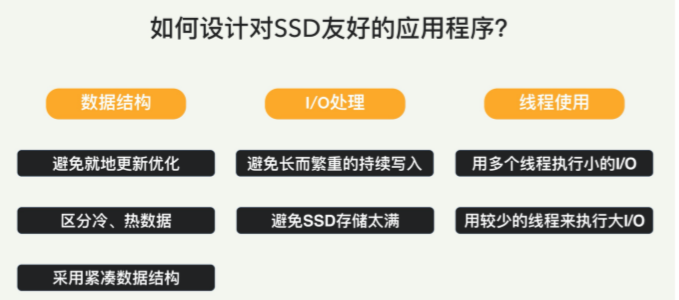 如何设计对SSD友好的应用程序?
数据结构
I/O处理
线程使用
避免就地更新优化
避免长而繁重的持续写入
用多个线程执行小的I/O
区分冷、热数据
避免SSD存储太满
用较少的线程来执行大I/O
采用紧凑数据结构